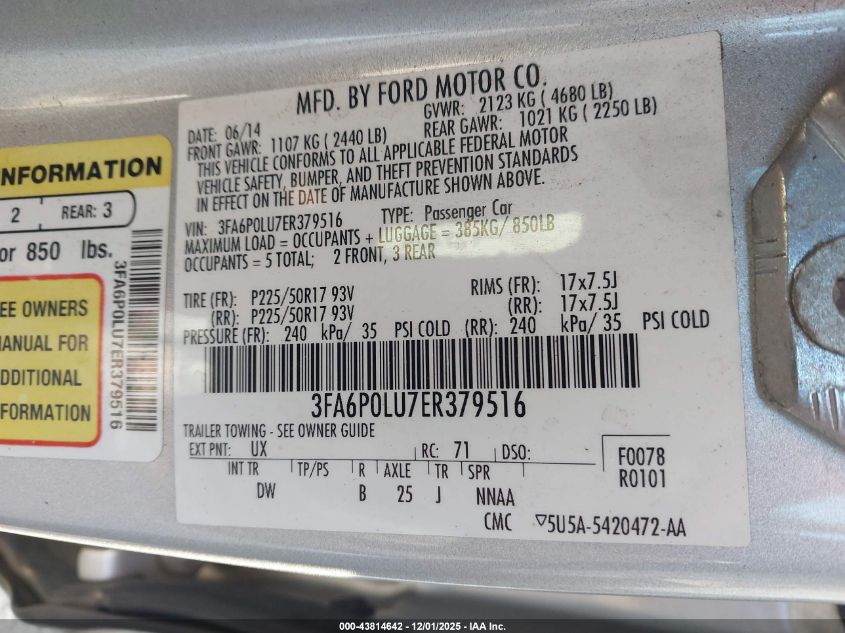 NFORMATION
2 REAR: 3
or 850 lbs.
EE OWNERS
MANUAL FOR
ADDITIONAL
FORMATION
3FA6P0LU7ER379516
MFD. BY FORD MOTOR CO.
DATE: 06/14 GVWR: 2123 KG ( 4680 LB)
FRONT GAWR: 1107 KG ( 2440 LB) REAR GAWR: 1021 KG ( 2250 LB)
THIS VEHICLE CONFORMS TO ALL APPLICABLE FEDERAL MOTOR
VEHICLE SAFETY, BUMPER, AND THEFT PREVENTION STANDARDS
IN EFFECT ON THE DATE OF MANUFACTURE SHOWN ABOVE.
VIN: 3FA6P0LU7ER379516 TYPE: Passenger Car
MAXIMUM LOAD = OCCUPANTS + LUGGAGE = 385KG/ 850LB
OCCUPANTS = 5 TOTAL; 2 FRONT, 3 REAR
TIRE (FR): P225/50R17 93V RIMS (FR): 17x7.5J
(RR): P225/50R17 93V (RR): 17x7.5J
PRESSURE (FR): 240 kPa/ 35 PSI COLD (RR): 240 kPa/ 35 PSI COLD
3FA6P0LU7ER379516
TRAILER TOWING - SEE OWNER GUIDE
EXT PNT: UX RC: 71 DSO:
INT TR TP/PS R AXLE TR SPR
DW B 25 J NNAA
F0078
R0101
CMC ▽5U5A-5420472-AA
000-43814642 - 12/01/2025 - IAA Inc.